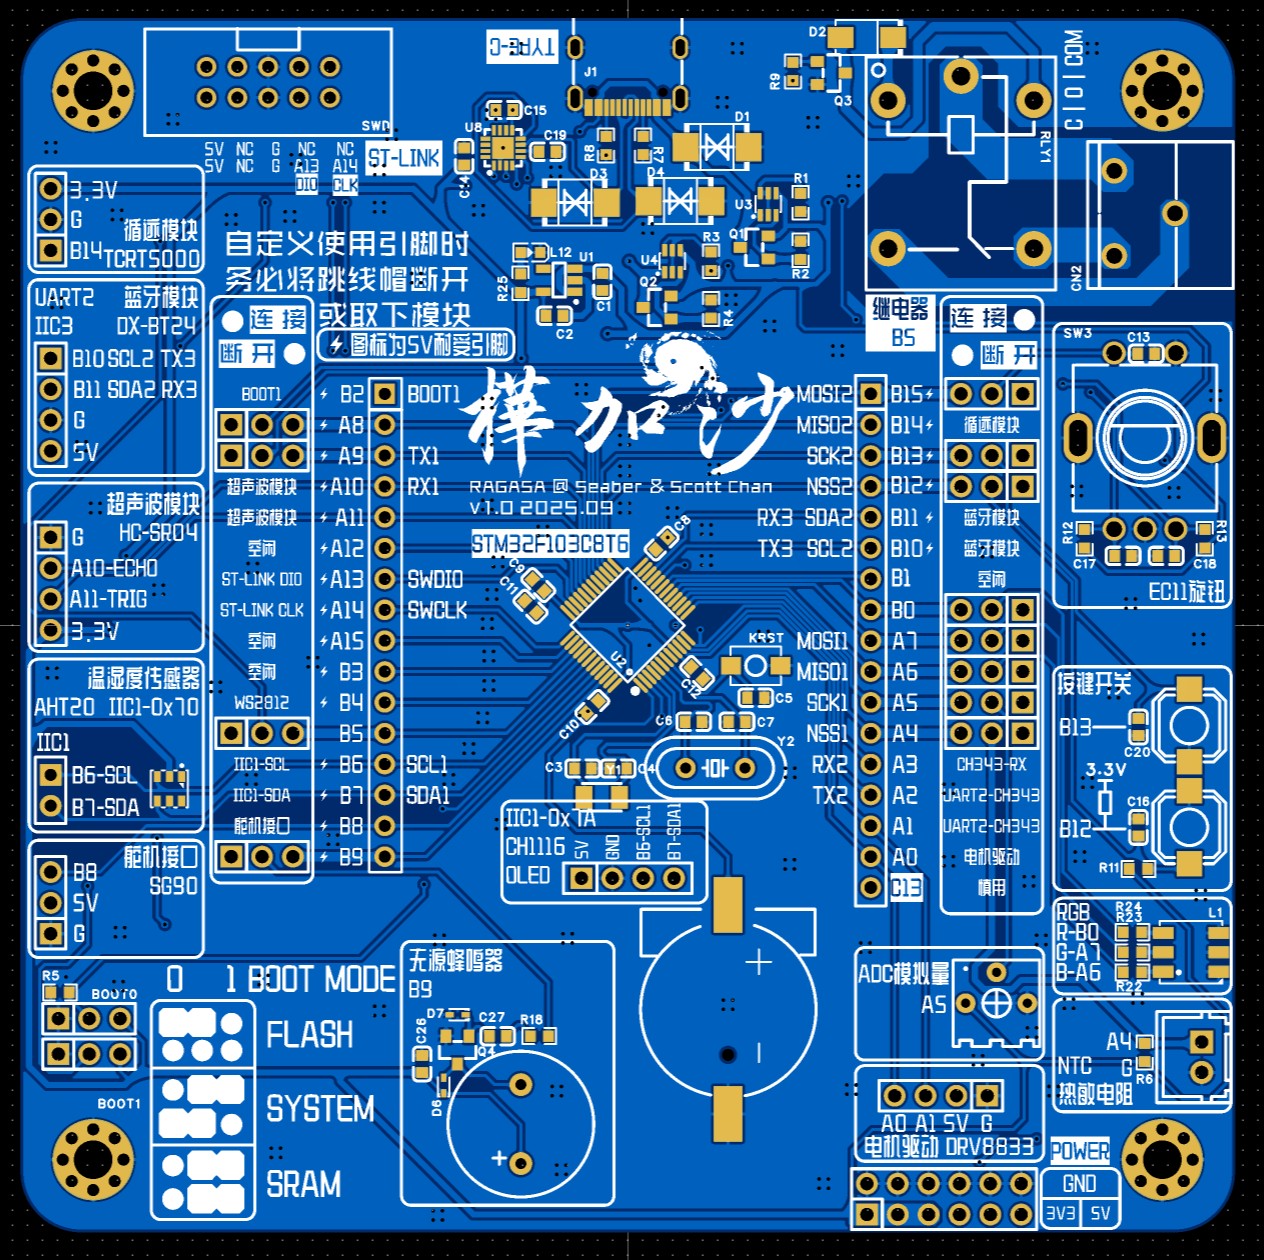 TYPE-C
J1
D2
R9
Q3
C | O | COM
RLY1
CN2
SWD
5V NC G NC NC
5V NC G A13 A14
DIO CLK
ST-LINK
U8
C15
C14
C19
R8
R7
D1
D3
D4
U3
R1
Q1
R2
R3
U4
Q2
R4
L12
U1
R25
C1
C2
3.3V
G
B14
循迹模块
TCRT5000
自定义使用引脚时
务必将跳线帽断开
或取下模块
⚡图标为5V耐受引脚
UART2 蓝牙模块
IIC3 DX-BT24
B10 SCL2 TX3
B11 SDA2 RX3
G
5V
超声波模块
HC-SR04
G
A10-ECHO
A11-TRIG
3.3V
温湿度传感器
AHT20 IIC1-0x70
IIC1
B6-SCL
B7-SDA
舵机接口
SG90
B8
5V
G
连接
断开
BOOT1 ⚡B2 BOOT1
⚡A8
⚡A9 TX1
超声波模块 ⚡A10 RX1
超声波模块 ⚡A11
空闲 ⚡A12
ST-LINK DIO ⚡A13 SWDIO
ST-LINK CLK ⚡A14 SWCLK
空闲 ⚡A15
空闲 ⚡B3
WS2812 ⚡B4
B5
IIC1-SCL ⚡B6 SCL1
IIC1-SDA ⚡B7 SDA1
舵机接口 ⚡B8
⚡B9
樺加沙
RAGASA @ Seaber & Scott Chan
v1.0 2025.09
STM32F103C8T6
C8
C9
C11
U2
C10
C12
KRST
C5
C6
C7
Y2
C3
Y1
C4
IIC1-0x7A
CH1116
OLED
5V
GND
B6-SCL1
B7-SDA1
继电器
B5
连接
断开
MOSI2 B15⚡
MISO2 B14⚡ 循迹模块
SCK2 B13⚡
NSS2 B12⚡
RX3 SDA2 B11⚡ 蓝牙模块
TX3 SCL2 B10⚡ 蓝牙模块
B1 空闲
B0
MOSI1 A7
MISO1 A6
SCK1 A5
NSS1 A4
RX2 A3 CH343-RX
TX2 A2 UART2-CH343
A1 UART2-CH343
A0 电机驱动
C13 慎用
SW3
C13
R12
R13
C17
C18
EC11旋钮
按键开关
B13
C20
3.3V
C16
B12
R11
RGB
R-B0
G-A7
B-A6
R24
R23
R22
L1
ADC模拟量
A5
A4
NTC G
R6
热敏电阻
A0 A1 5V G
电机驱动 DRV8833
POWER
GND
3V3 5V
R5
BOOT0
BOOT1
0 1 BOOT MODE
FLASH
SYSTEM
SRAM
无源蜂鸣器
B9
D7
C27
R18
C26
Q4
D6